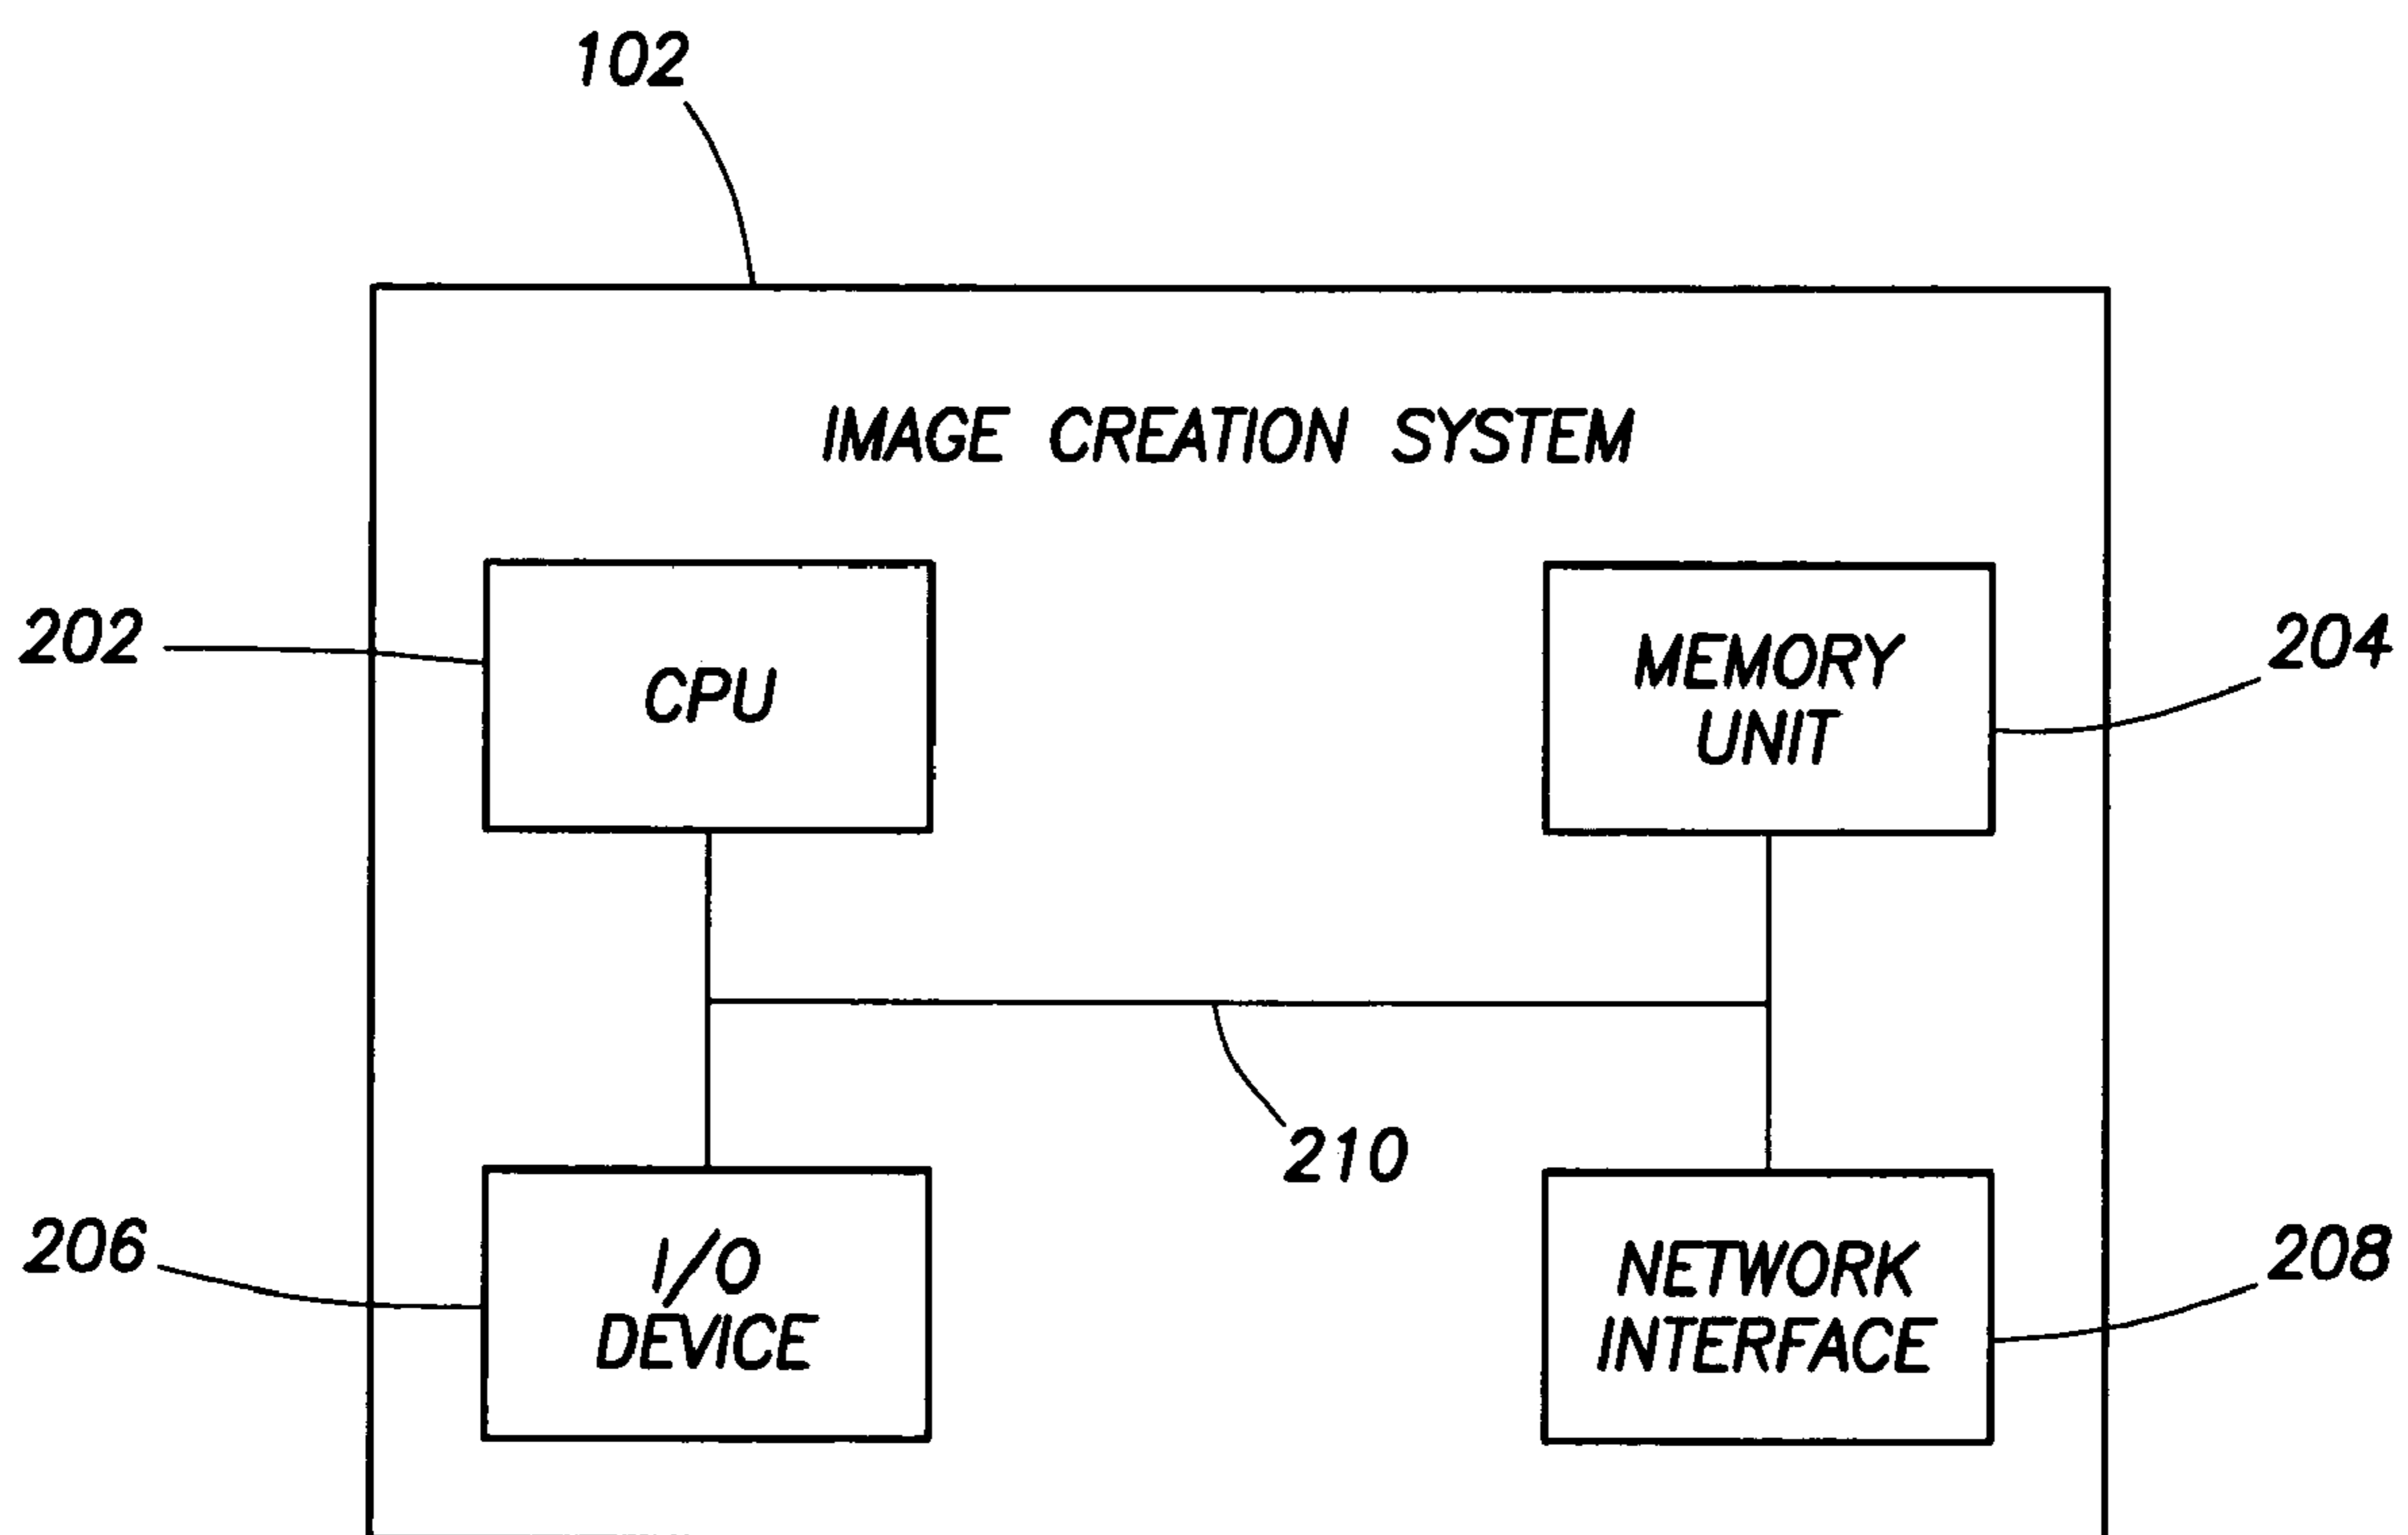 102
IMAGE CREATION SYSTEM
202
CPU
MEMORY
UNIT
204
210
206
I/O
DEVICE
NETWORK
INTERFACE
208